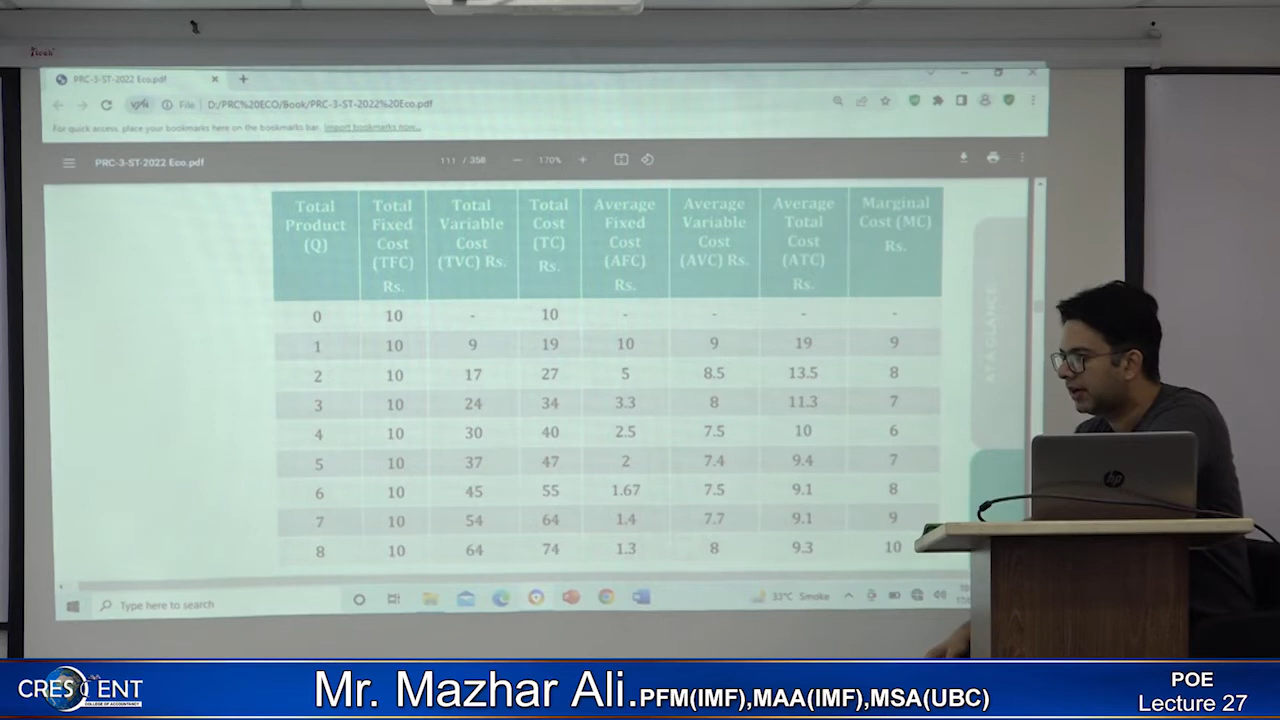 PRC-3-ST-2022 Eco.pdf
File D:/PRC%20ECO/Book/PRC-3-ST-2022%20Eco.pdf
For quick access, place your bookmarks here on the bookmarks bar. Import bookmarks now...
PRC-3-ST-2022 Eco.pdf 111 / 358 170%
Total Product (Q) Total Fixed Cost (TFC) Rs. Total Variable Cost (TVC) Rs. Total Cost (TC) Rs. Average Fixed Cost (AFC) Rs. Average Variable Cost (AVC) Rs. Average Total Cost (ATC) Rs. Marginal Cost (MC) Rs.
0 10 - 10 - - - -
1 10 9 19 10 9 19 9
2 10 17 27 5 8.5 13.5 8
3 10 24 34 3.3 8 11.3 7
4 10 30 40 2.5 7.5 10 6
5 10 37 47 2 7.4 9.4 7
6 10 45 55 1.67 7.5 9.1 8
7 10 54 64 1.4 7.7 9.1 9
8 10 64 74 1.3 8 9.3 10
AT A GLANCE
Type here to search
33°C Smoke
hp
CRESCENT
COLLEGE OF ACCOUNTANCY
Mr. Mazhar Ali.PFM(IMF),MAA(IMF),MSA(UBC)
POE
Lecture 27